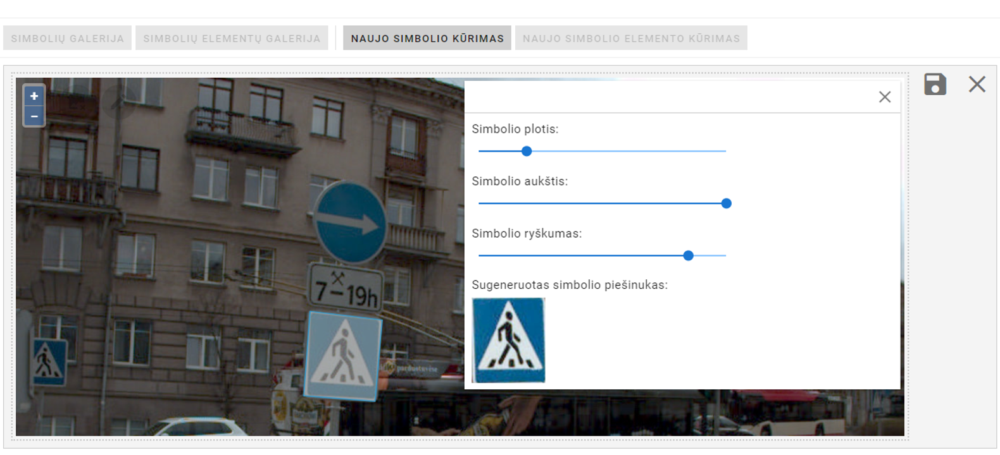 SIMBOLIŲ GALERIJA
SIMBOLIŲ ELEMENTŲ GALERIJA
NAUJO SIMBOLIO KŪRIMAS
NAUJO SIMBOLIO ELEMENTO KŪRIMAS
+
−
Simbolio plotis:
Simbolio aukštis:
Simbolio ryškumas:
Sugeneruotas simbolio piešinukas:
7–19h
parduotuvise